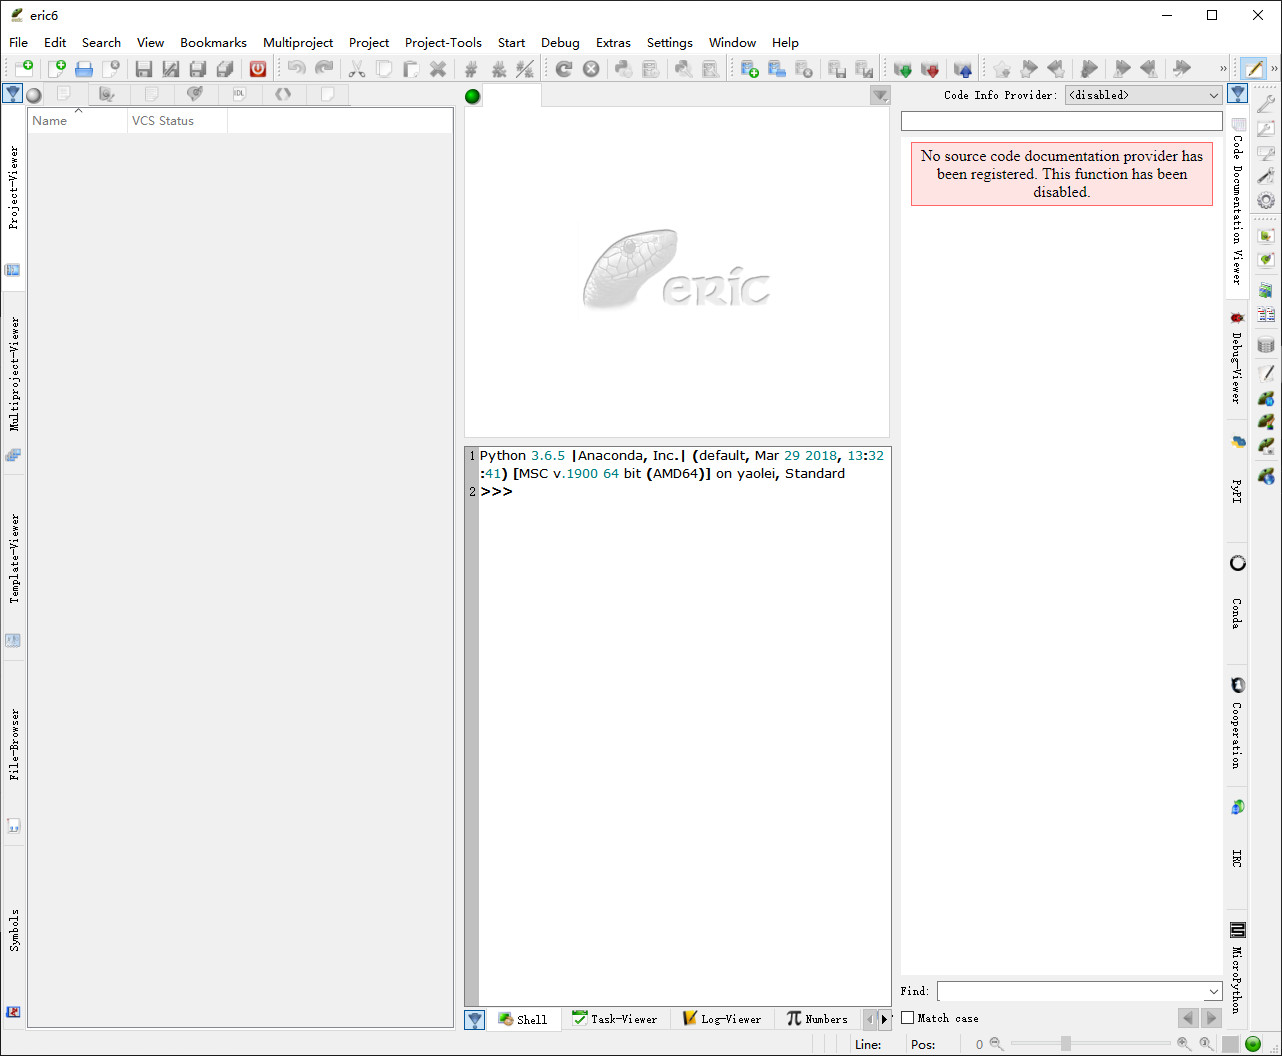 eric6
File Edit Search View Bookmarks Multiproject Project Project-Tools Start Debug Extras Settings Window Help
IDL
Code Info Provider: <disabled>
Name VCS Status
No source code documentation provider has
been registered. This function has been
disabled.
Project-Viewer
Multiproject-Viewer
Template-Viewer
File-Browser
Symbols
eric
1 Python 3.6.5 |Anaconda, Inc.| (default, Mar 29 2018, 13:32
:41) [MSC v.1900 64 bit (AMD64)] on yaolei, Standard
2 >>>
Code Documentation Viewer
Debug-Viewer
PyPI
Conda
Cooperation
IRC
MicroPython
Find:
Shell Task-Viewer Log-Viewer Numbers
Match case
Line: Pos: 0